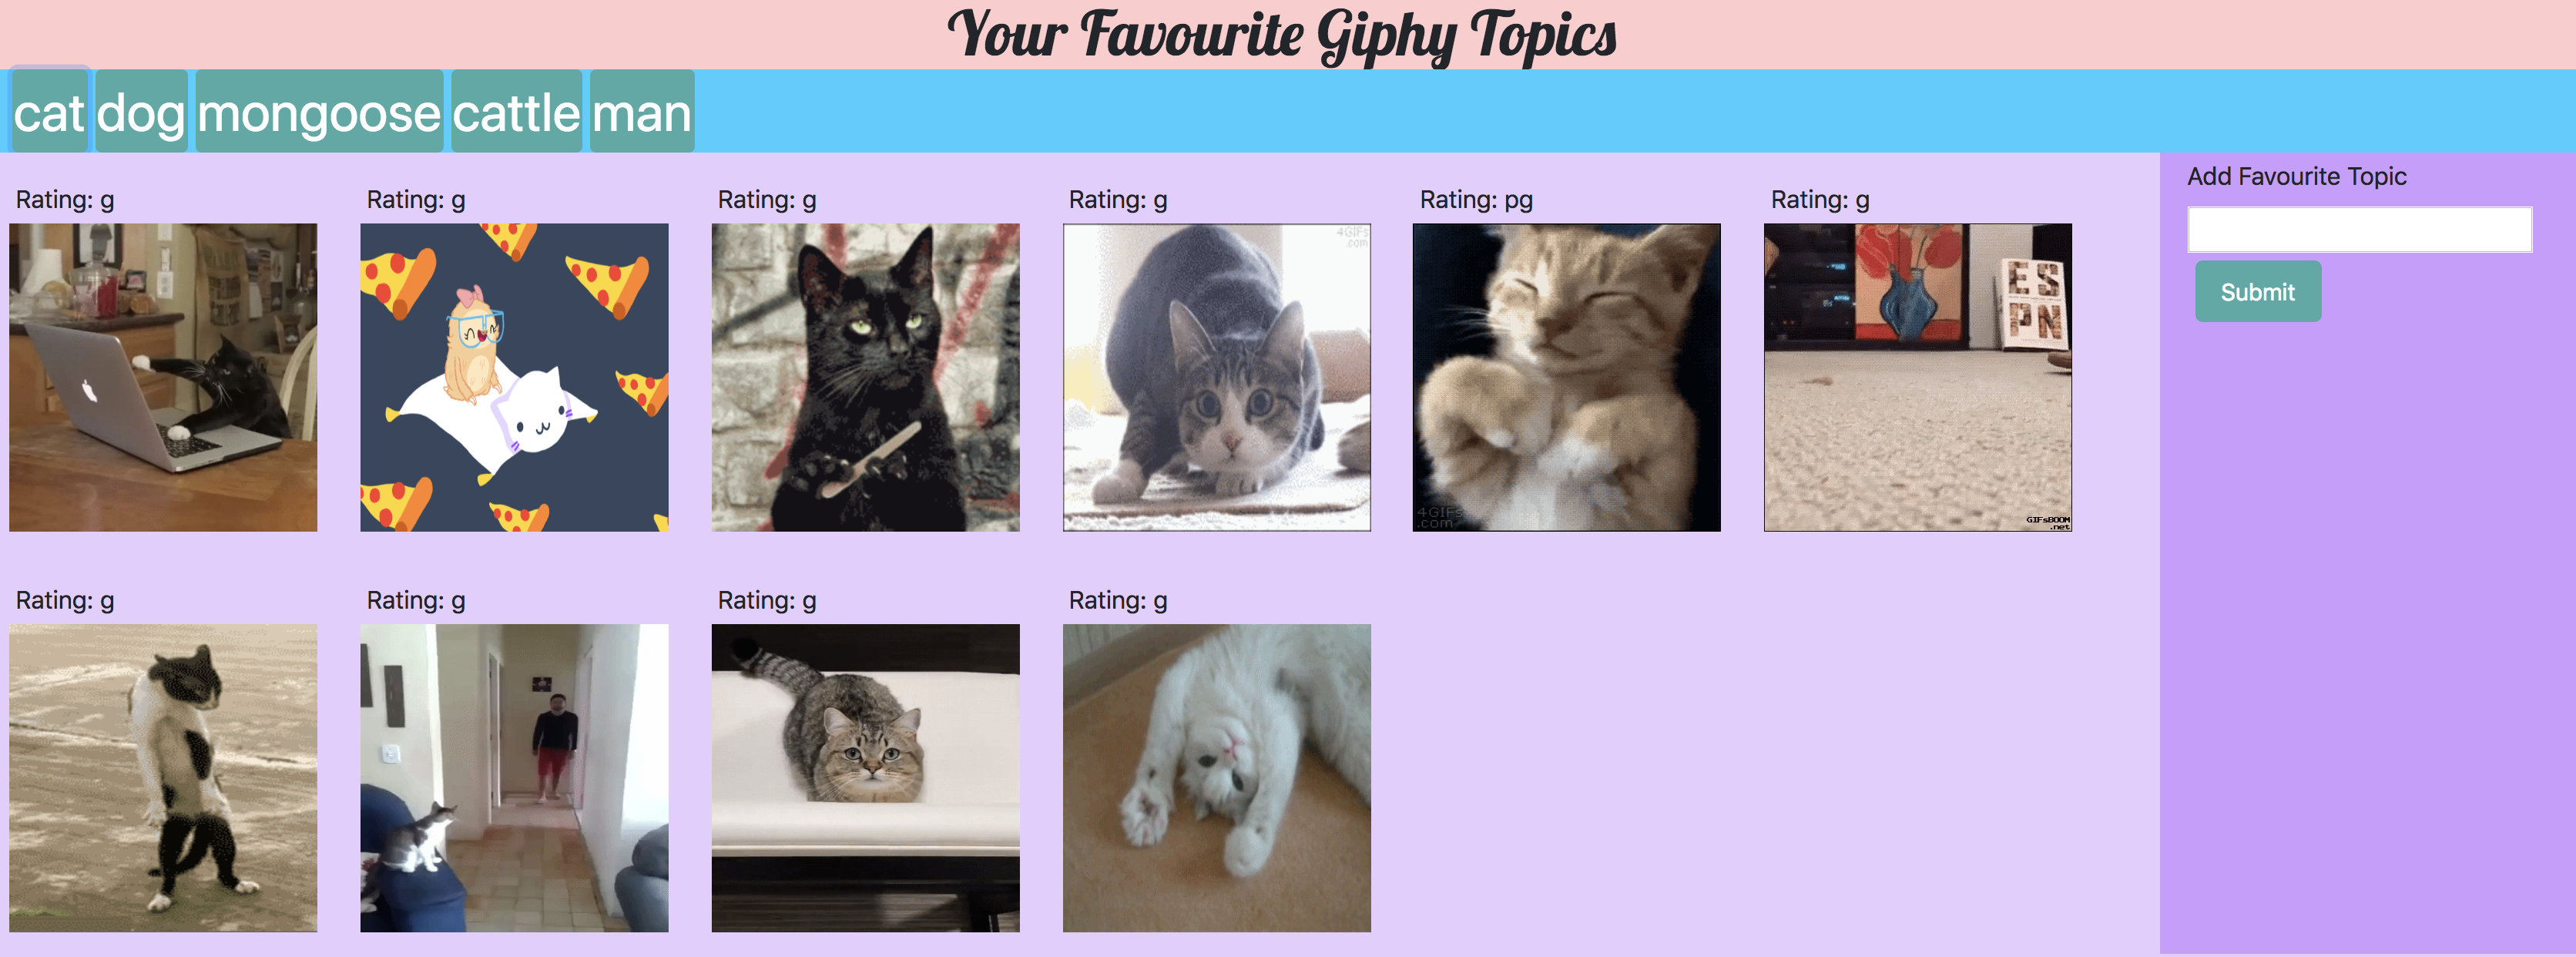 Your Favourite Giphy Topics
cat dog mongoose cattle man
Add Favourite Topic
Submit
Rating: g Rating: g Rating: g Rating: g Rating: pg Rating: g
4GIFs
.com
ES
PN
4GIFs
.com
GIFsBOOM
.net
Rating: g Rating: g Rating: g Rating: g